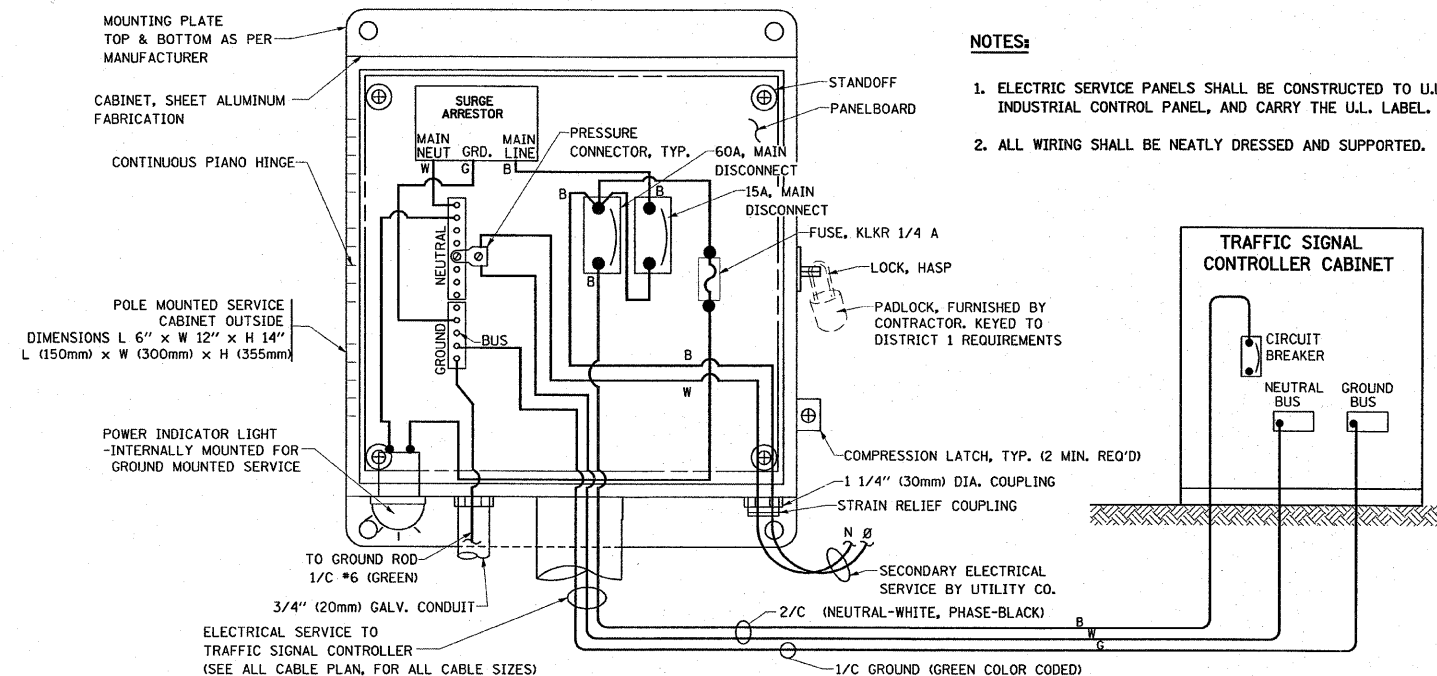 MOUNTING PLATE
TOP & BOTTOM AS PER
MANUFACTURER
CABINET, SHEET ALUMINUM
FABRICATION
CONTINUOUS PIANO HINGE
POLE MOUNTED SERVICE
CABINET OUTSIDE
DIMENSIONS L 6" x W 12" x H 14"
L (150mm) x W (300mm) x H (355mm)
POWER INDICATOR LIGHT
-INTERNALLY MOUNTED FOR
GROUND MOUNTED SERVICE
TO GROUND ROD
1/C #6 (GREEN)
3/4" (20mm) GALV. CONDUIT
ELECTRICAL SERVICE TO
TRAFFIC SIGNAL CONTROLLER
(SEE ALL CABLE PLAN, FOR ALL CABLE SIZES)
SURGE
ARRESTOR
MAIN
NEUT
GRD.
MAIN
LINE
W
G
B
PRESSURE
CONNECTOR, TYP.
60A, MAIN
DISCONNECT
15A, MAIN
DISCONNECT
B
B
B
NEUTRAL
GROUND
BUS
B
W
STANDOFF
PANELBOARD
FUSE, KLKR 1/4 A
LOCK, HASP
PADLOCK, FURNISHED BY
CONTRACTOR. KEYED TO
DISTRICT 1 REQUIREMENTS
COMPRESSION LATCH, TYP. (2 MIN. REQ'D)
1 1/4" (30mm) DIA. COUPLING
STRAIN RELIEF COUPLING
N Ø
SECONDARY ELECTRICAL
SERVICE BY UTILITY CO.
2/C (NEUTRAL-WHITE, PHASE-BLACK)
B
W
G
1/C GROUND (GREEN COLOR CODED)
NOTES:
1. ELECTRIC SERVICE PANELS SHALL BE CONSTRUCTED TO
INDUSTRIAL CONTROL PANEL, AND CARRY THE U.L. LABEL.
2. ALL WIRING SHALL BE NEATLY DRESSED AND SUPPORTED.
TRAFFIC SIGNAL
CONTROLLER CABINET
CIRCUIT
BREAKER
NEUTRAL
BUS
GROUND
BUS